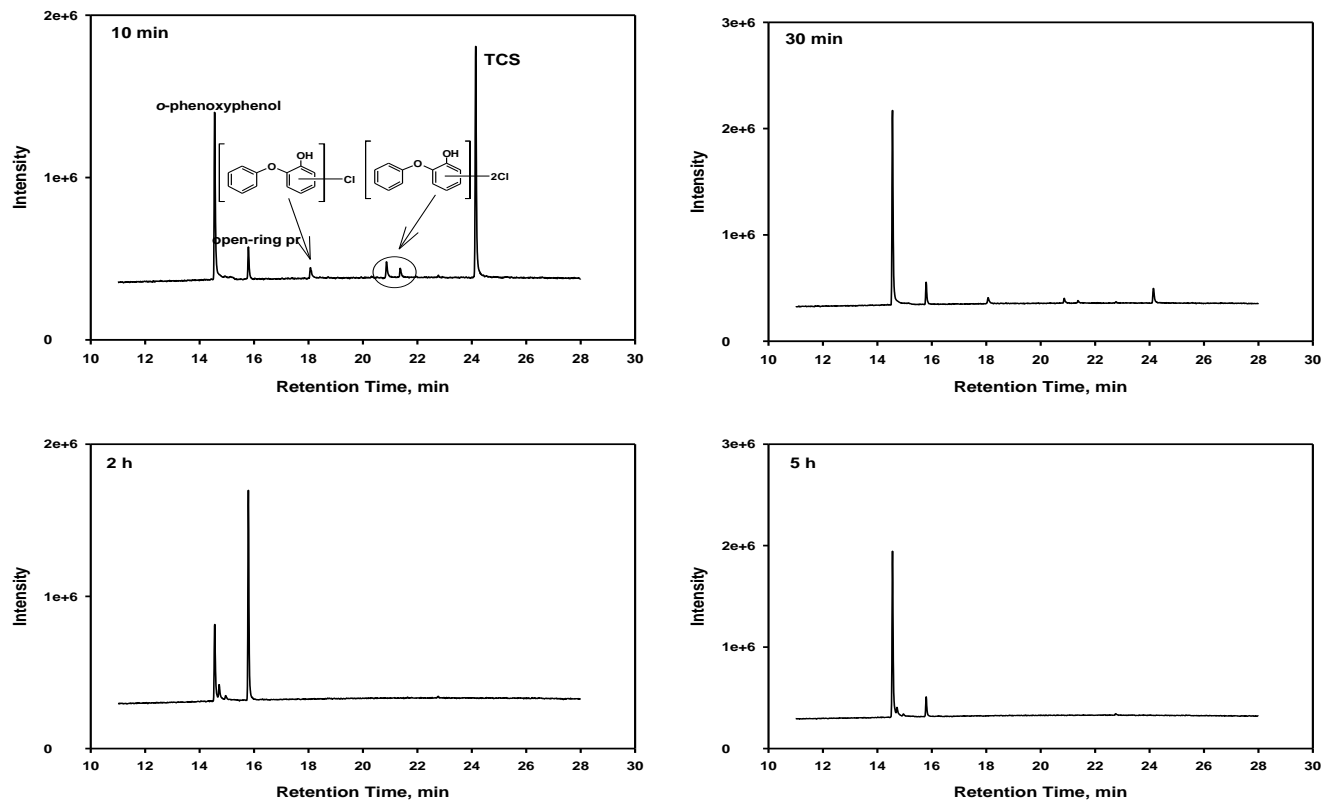 2e+6
10 min
TCS
o-phenoxyphenol
OH
O
Cl
OH
O
2Cl
open-ring pr
1e+6
0
Intensity
10 12 14 16 18 20 22 24 26 28 30
Retention Time, min
3e+6
30 min
2e+6
1e+6
0
Intensity
10 12 14 16 18 20 22 24 26 28 30
Retention Time, min
2e+6
2 h
1e+6
0
Intensity
10 12 14 16 18 20 22 24 26 28 30
Retention Time, min
3e+6
5 h
2e+6
1e+6
0
Intensity
10 12 14 16 18 20 22 24 26 28 30
Retention Time, min